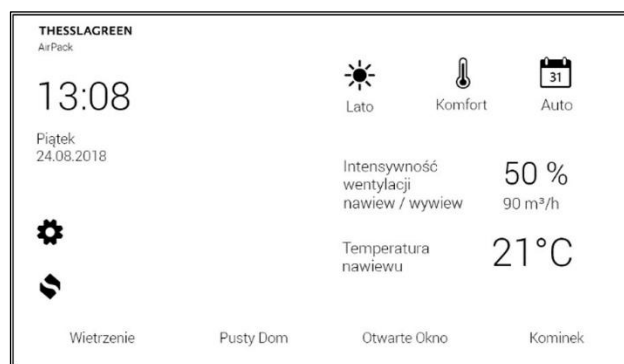 THESSLAGREEN
AirPack
13:08
Piątek
24.08.2018
Lato
Komfort
31
Auto
Intensywność
wentylacji
nawiew / wywiew
50 %
90 m³/h
Temperatura
nawiewu
21°C
Wietrzenie
Pusty Dom
Otwarte Okno
Kominek